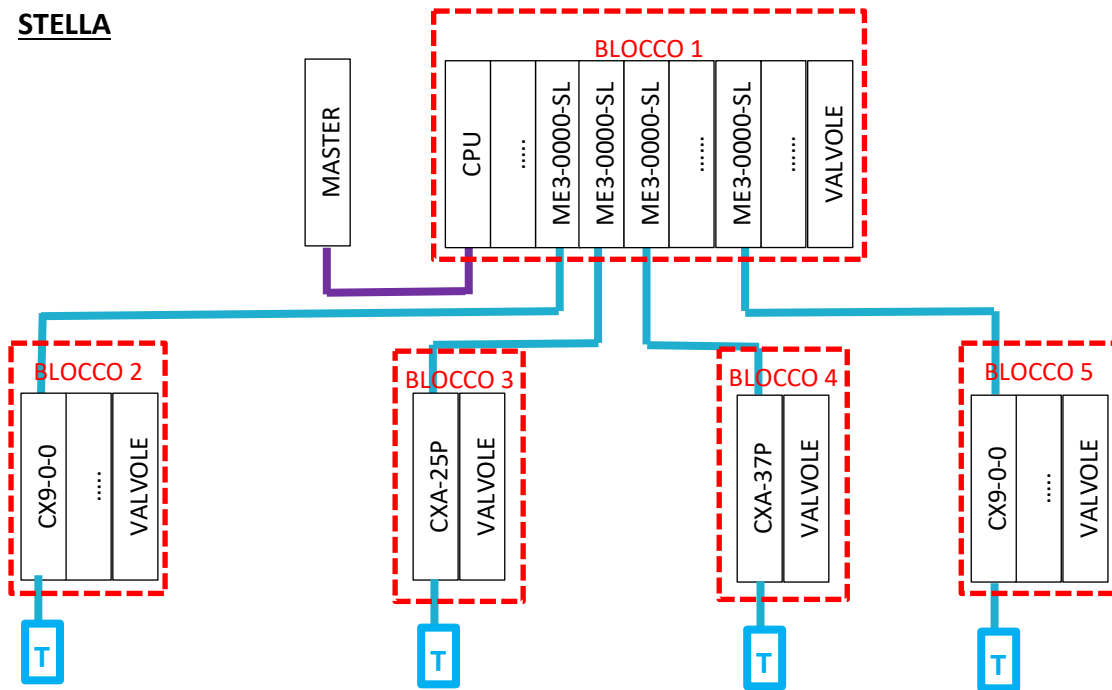 STELLA
BLOCCO 1
MASTER
CPU
.....
ME3-0000-SL
ME3-0000-SL
ME3-0000-SL
......
ME3-0000-SL
......
VALVOLE
BLOCCO 2
CX9-0-0
.....
VALVOLE
BLOCCO 3
CXA-25P
VALVOLE
BLOCCO 4
CXA-37P
VALVOLE
BLOCCO 5
CX9-0-0
.....
VALVOLE
T
T
T
T